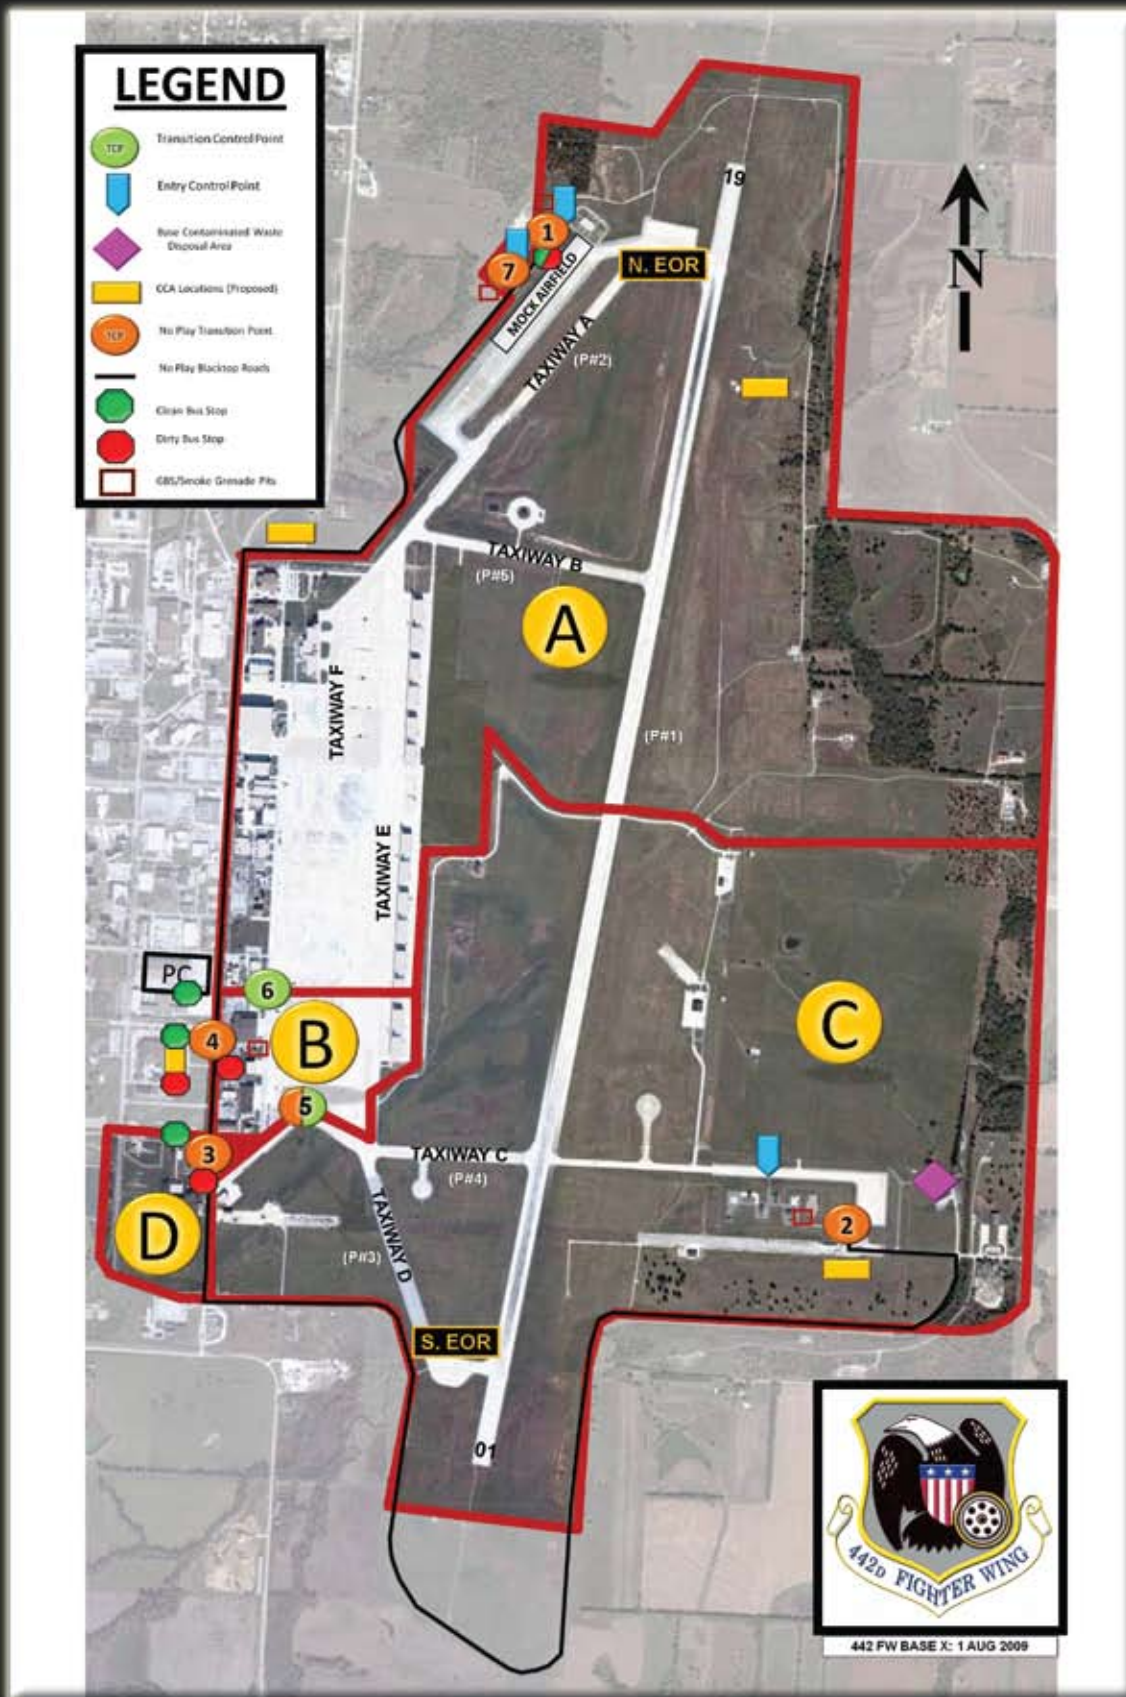 LEGEND
TCP
Transition Control Point
Entry Control Point
Base Contaminated Waste
Disposal Area
CCA Locations (Proposed)
TCP
No Play Transition Point
No Play Blacktop Roads
Clean Bus Stop
Dirty Bus Stop
GBS/Smoke Grenade Pits
19
1
7
N. EOR
MOCK AIRFIELD
N
TAXIWAY A
(P#2)
TAXIWAY B
(P#5)
A
TAXIWAY F
(P#1)
TAXIWAY E
PC
6
4
B
C
5
3
TAXIWAY C
(P#4)
D
2
TAXIWAY D
(P#3)
S. EOR
01
442D FIGHTER WING
442 FW BASE X: 1 AUG 2009